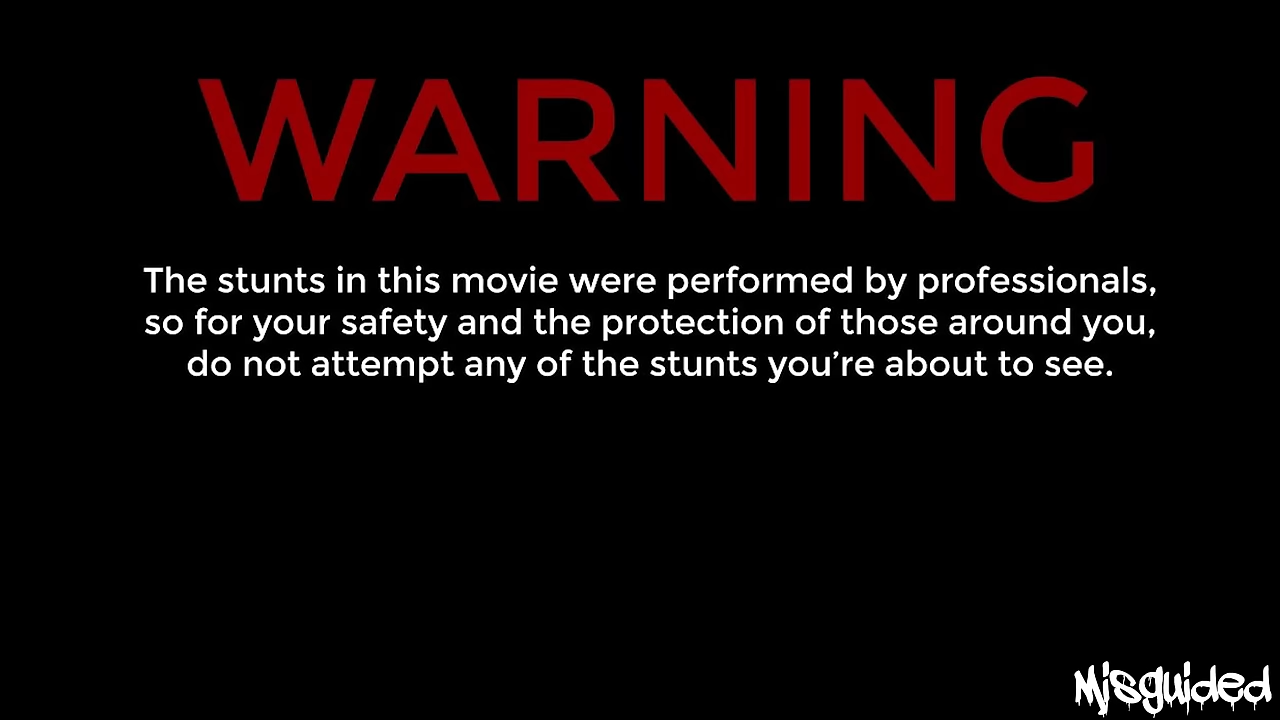 WARNING
The stunts in this movie were performed by professionals,
so for your safety and the protection of those around you,
do not attempt any of the stunts you’re about to see.
Misguided